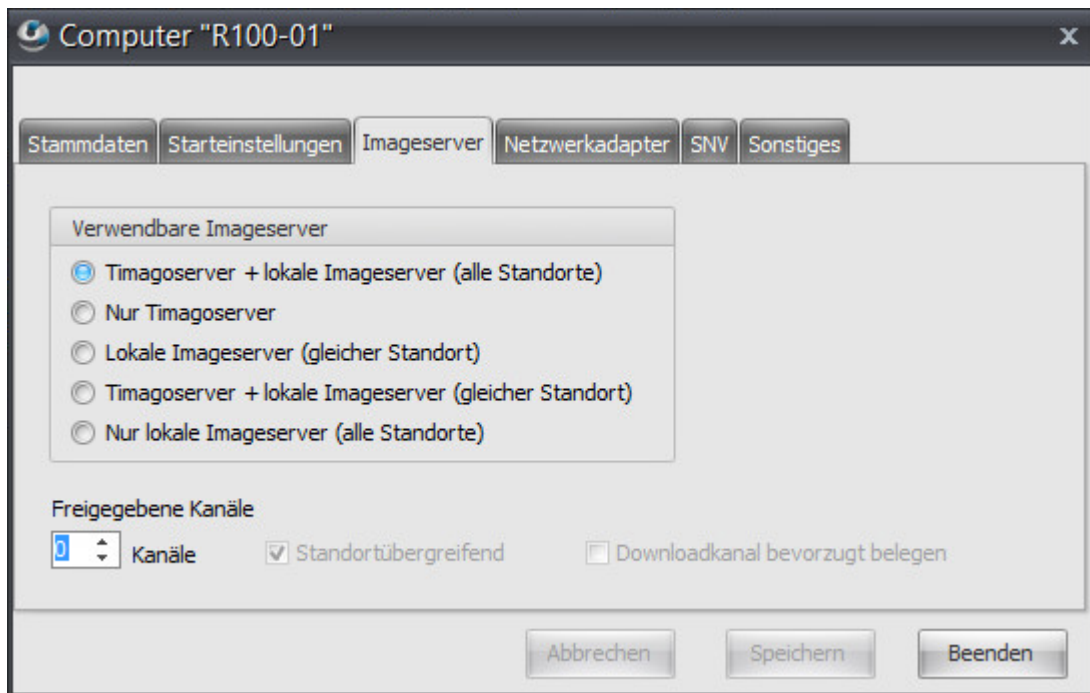 Computer "R100-01"
Stammdaten Starteinstellungen Imageserver Netzwerkadapter SNV Sonstiges
Verwendbare Imageserver
Timagoserver + lokale Imageserver (alle Standorte)
Nur Timagoserver
Lokale Imageserver (gleicher Standort)
Timagoserver + lokale Imageserver (gleicher Standort)
Nur lokale Imageserver (alle Standorte)
Freigegebene Kanäle
0 Kanäle Standortübergreifend Downloadkanal bevorzugt belegen
Abbrechen Speichern Beenden